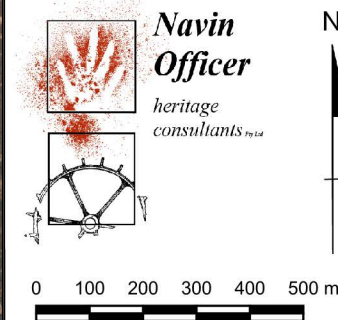 Navin
Officer
heritage
consultants Pty Ltd
N
0 100 200 300 400 500 m